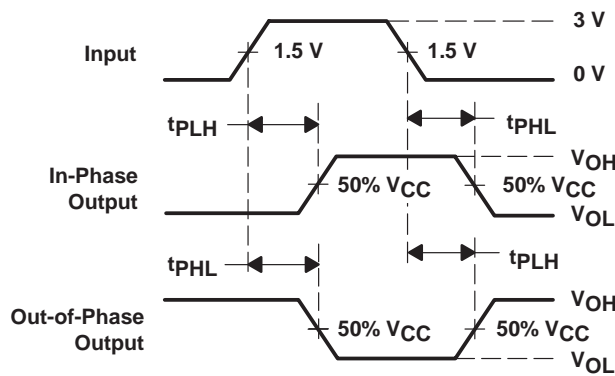 3 V
Input
1.5 V
1.5 V
0 V
tPLH
tPHL
VOH
In-Phase
Output
50% VCC
50% VCC
VOL
tPHL
tPLH
VOH
Out-of-Phase
Output
50% VCC
50% VCC
VOL